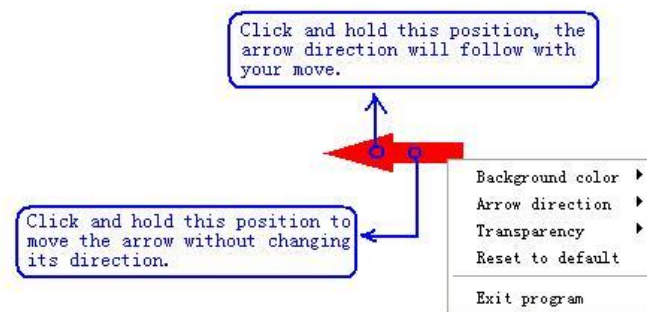 Click and hold this position, the
arrow direction will follow with
your move.
Click and hold this position to
move the arrow without changing
its direction.
Background color
Arrow direction
Transparency
Reset to default
Exit program